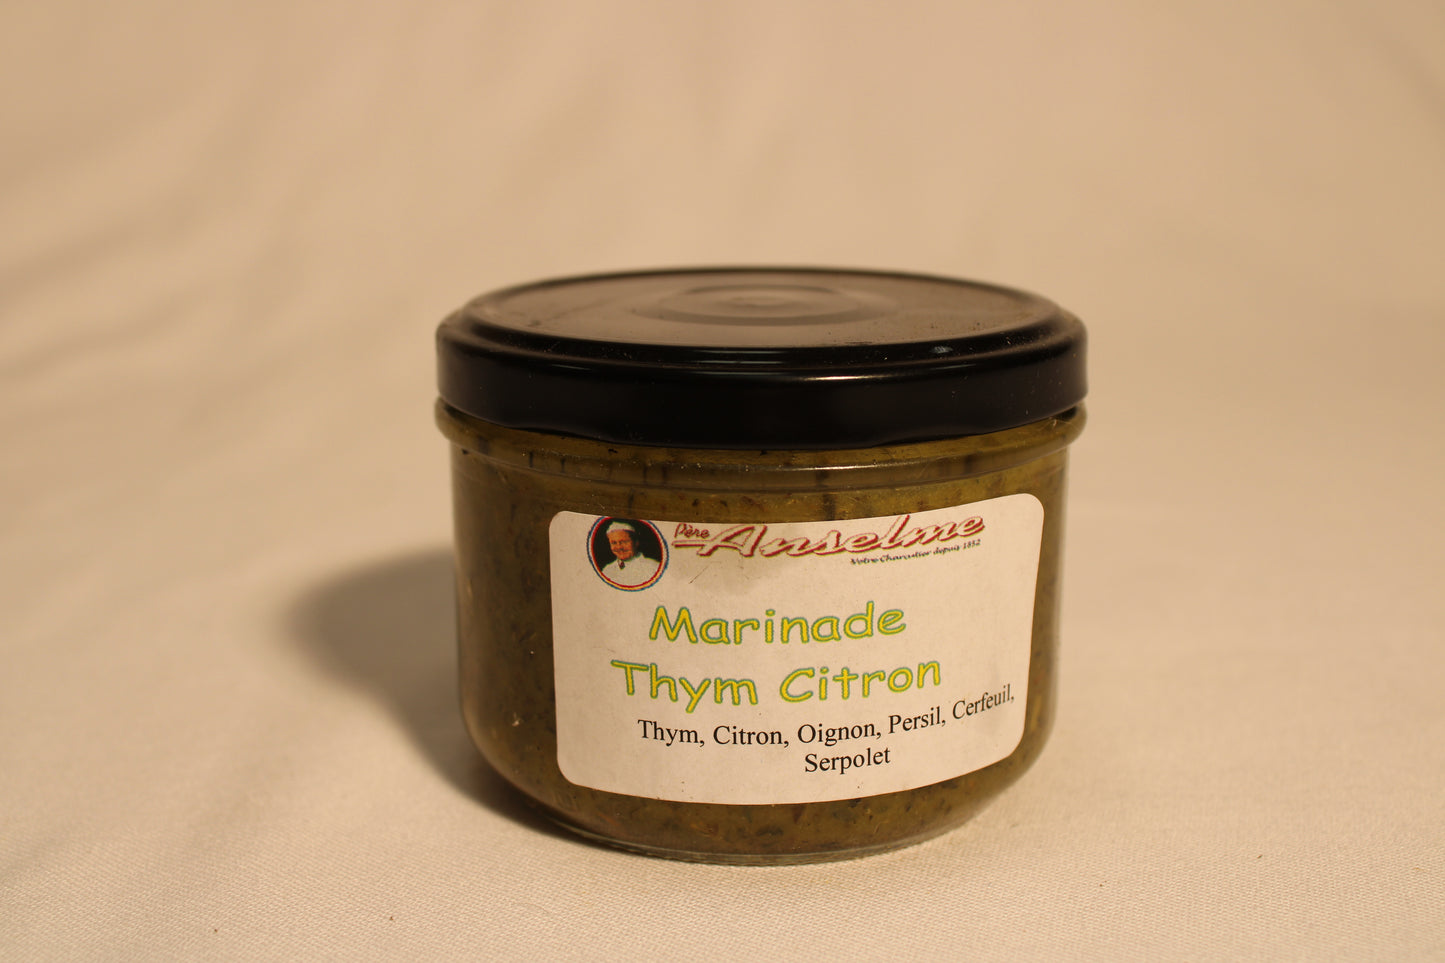 Père Anselme
Votre Charcutier depuis 1852
Marinade
Thym Citron
Thym, Citron, Oignon, Persil, Cerfeuil,
Serpolet